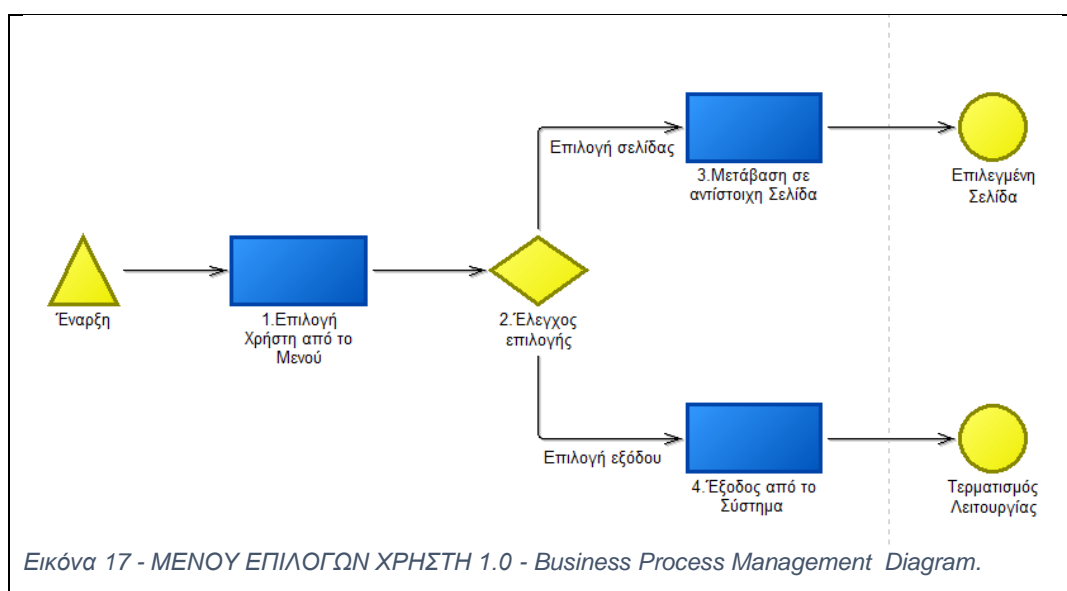 Επιλογή σελίδας
3.Μετάβαση σε
αντίστοιχη Σελίδα
Επιλεγμένη
Σελίδα
Έναρξη
1.Επιλογή
Χρήστη από το
Μενού
2.Έλεγχος
επιλογής
Επιλογή εξόδου
4.Έξοδος από το
Σύστημα
Τερματισμός
Λειτουργίας
Εικόνα 17 - ΜΕΝΟΥ ΕΠΙΛΟΓΩΝ ΧΡΗΣΤΗ 1.0 - Business Process Management Diagram.